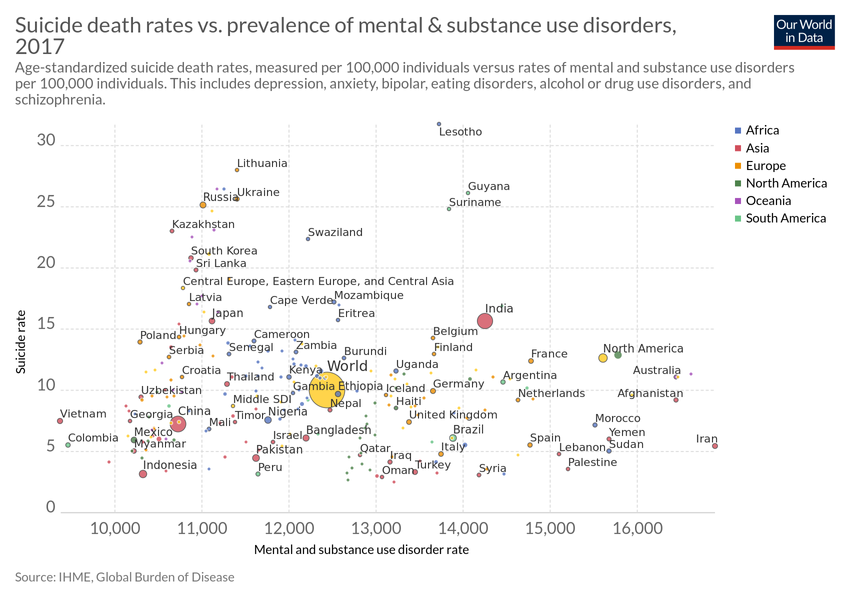 Suicide death rates vs. prevalence of mental & substance use disorders,
2017
Our World
in Data
Age-standardized suicide death rates, measured per 100,000 individuals versus rates of mental and substance use disorders
per 100,000 individuals. This includes depression, anxiety, bipolar, eating disorders, alcohol or drug use disorders, and
schizophrenia.
Africa
Asia
Europe
North America
Oceania
South America
30
Lesotho
Lithuania
25
Russia
Ukraine
Guyana
Suriname
Kazakhstan
Swaziland
20
South Korea
Sri Lanka
Central Europe, Eastern Europe, and Central Asia
Latvia
Cape Verde
Mozambique
Japan
Eritrea
India
15
Poland
Hungary
Cameroon
Belgium
Serbia
Senegal
Zambia
Burundi
Finland
France
North America
Croatia
Thailand
Kenya
World
Uganda
Argentina
Australia
10
Uzbekistan
Gambia
Ethiopia
Iceland
Germany
Netherlands
Afghanistan
Middle SDI
Nepal
Haiti
Vietnam
Georgia
China
Timor
Nigeria
United Kingdom
Morocco
Mali
Colombia
Mexico
Israel
Bangladesh
Brazil
Spain
Yemen
Iran
5
Myanmar
Pakistan
Qatar
Iraq
Italy
Lebanon
Sudan
Indonesia
Peru
Oman
Turkey
Syria
Palestine
0
Suicide rate
10,000
11,000
12,000
13,000
14,000
15,000
16,000
Mental and substance use disorder rate
Source: IHME, Global Burden of Disease